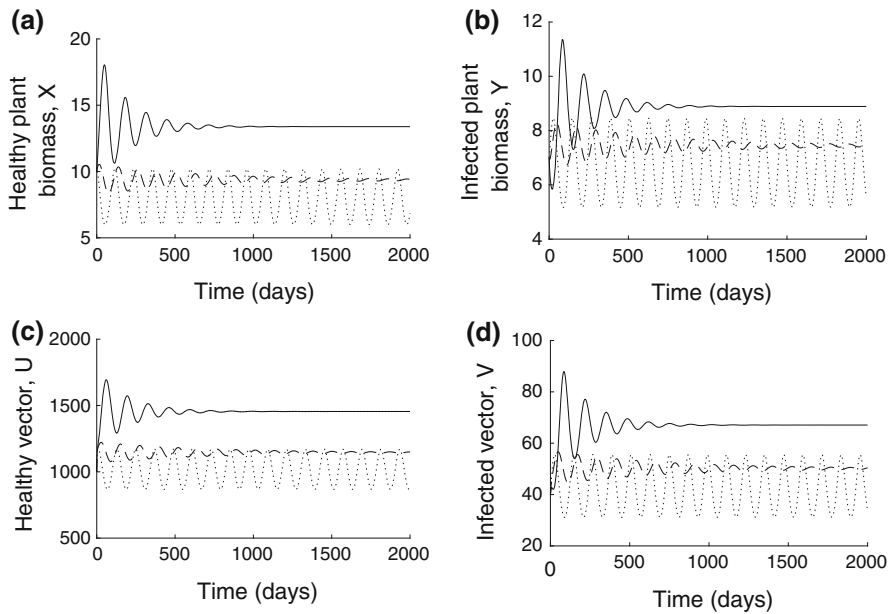 (a)
20
15
10
5
0
500
1000
1500
2000
Healthy plant
biomass, X
Time (days)
(b)
12
10
8
6
4
0
500
1000
1500
2000
Infected plant
biomass, Y
Time (days)
(c)
2000
1500
1000
500
0
500
1000
1500
2000
Healthy vector, U
Time (days)
(d)
100
80
60
40
20
0
500
1000
1500
2000
Infected vector, V
Time (days)